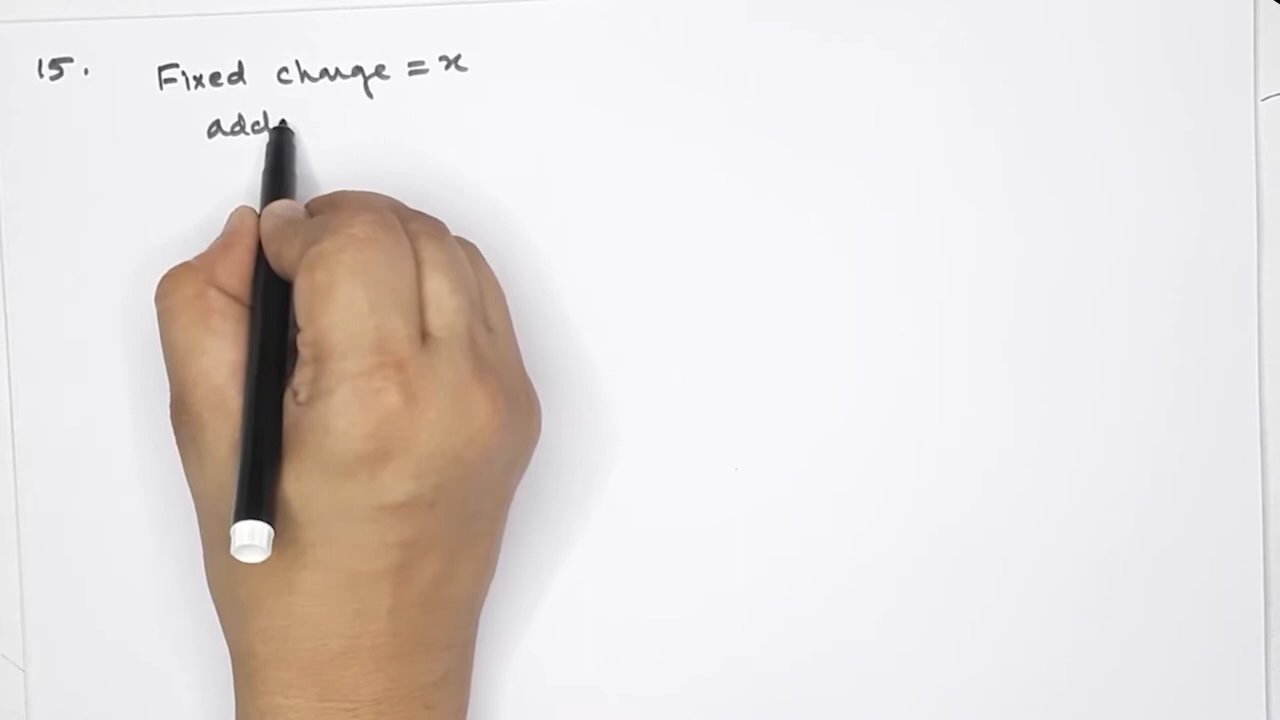 15. Fixed charge = x
add